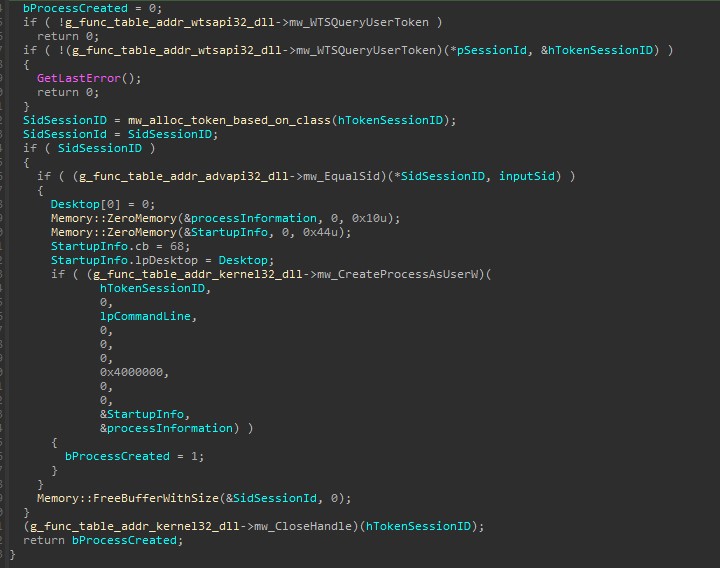 bProcessCreated = 0;
if ( !g_func_table_addr_wtsapi32_dll->mw_WTSQueryUserToken )
return 0;
if ( !(g_func_table_addr_wtsapi32_dll->mw_WTSQueryUserToken)(*pSessionId, &hTokenSessionID) )
{
GetLastError();
return 0;
}
SidSessionID = mw_alloc_token_based_on_class(hTokenSessionID);
SidSessionId = SidSessionID;
if ( SidSessionID )
{
if ( (g_func_table_addr_advapi32_dll->mw_EqualSid)(*SidSessionID, inputSid) )
{
Desktop[0] = 0;
Memory::ZeroMemory(&processInformation, 0, 0x10u);
Memory::ZeroMemory(&StartupInfo, 0, 0x44u);
StartupInfo.cb = 68;
StartupInfo.lpDesktop = Desktop;
if ( (g_func_table_addr_kernel32_dll->mw_CreateProcessAsUserW)(
hTokenSessionID,
0,
lpCommandLine,
0,
0,
0,
0x4000000,
0,
0,
&StartupInfo,
&processInformation) )
{
bProcessCreated = 1;
}
}
Memory::FreeBufferWithSize(&SidSessionId, 0);
}
(g_func_table_addr_kernel32_dll->mw_CloseHandle)(hTokenSessionID);
return bProcessCreated;
}